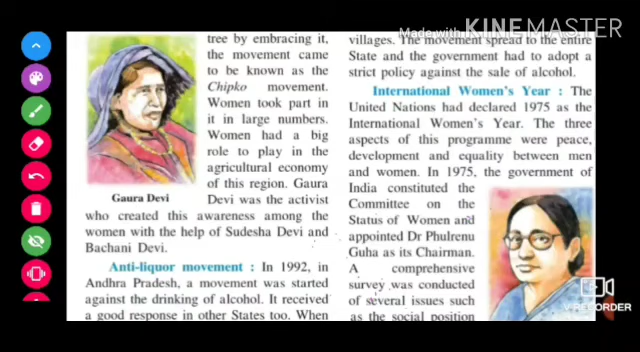 Made with KINEMASTER
tree by embracing it,
the movement came
to be known as the
Chipko movement.
Women took part in
it in large numbers.
Women had a big
role to play in the
agricultural economy
of this region. Gaura
Gaura Devi
Devi was the activist
who created this awareness among the
women with the help of Sudesha Devi and
Bachani Devi.
Anti-liquor movement : In 1992, in
Andhra Pradesh, a movement was started
against the drinking of alcohol. It received
a good response in other States too. When
villages. The movement spread to the entire
State and the government had to adopt a
strict policy against the sale of alcohol.
International Women's Year : The
United Nations had declared 1975 as the
International Women's Year. The three
aspects of this programme were peace,
development and equality between men
and women. In 1975, the government of
India constituted the
Committee on the
Status of Women and
appointed Dr Phulrenu
Guha as its Chairman.
A comprehensive
survey was conducted
of several issues such
as the social position
V RECORDER